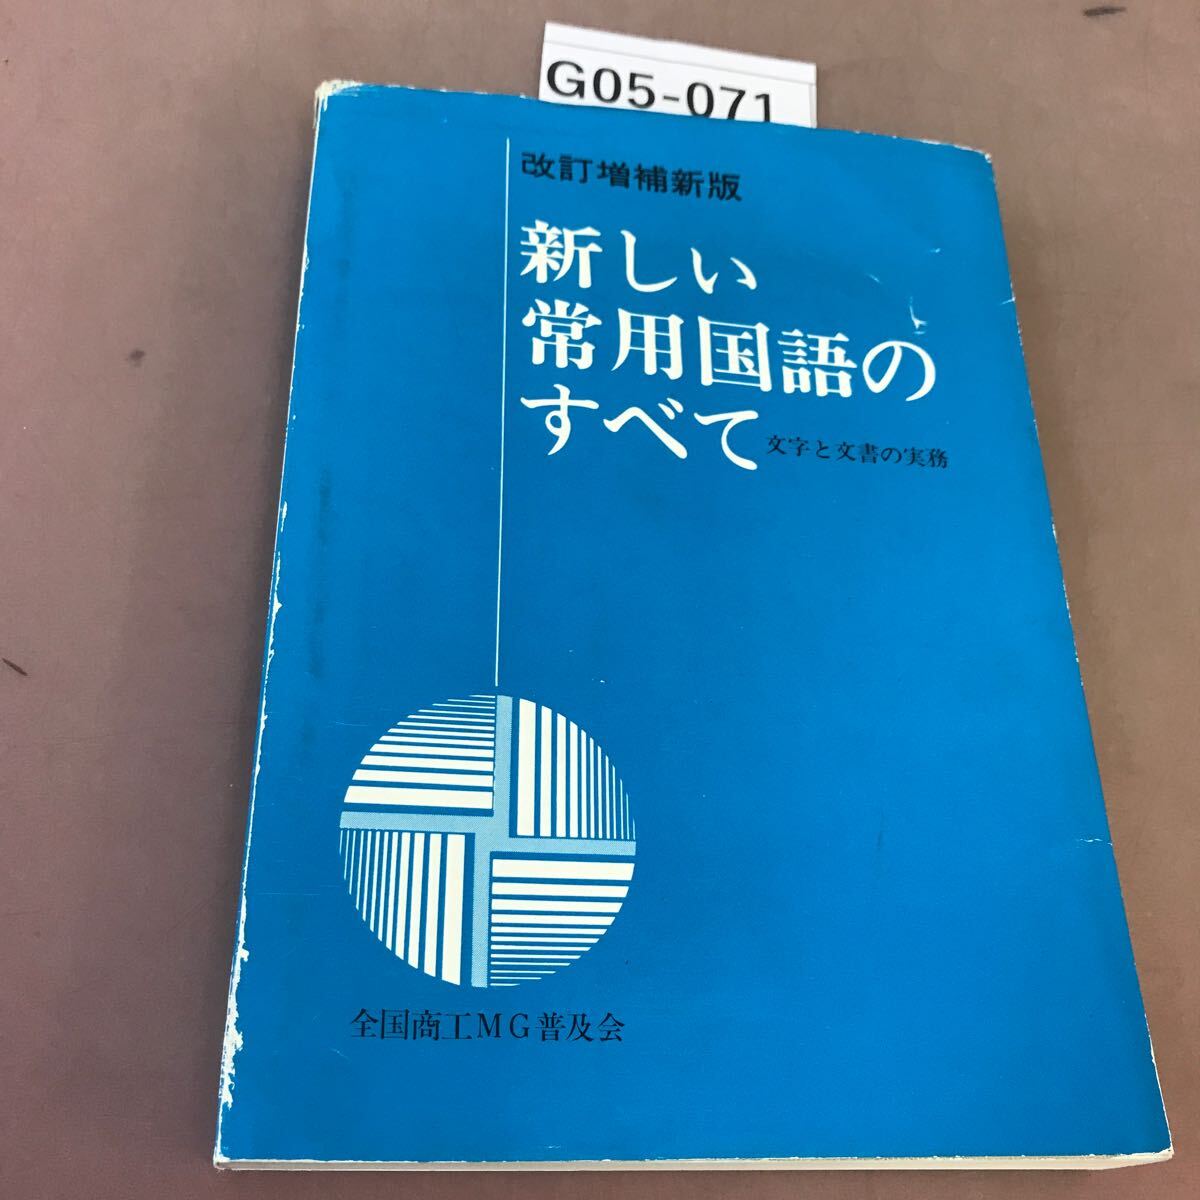 G05-071
改訂増補新版
新しい
常用国語の
すべて 文字と文書の実務
全国商工MG普及会